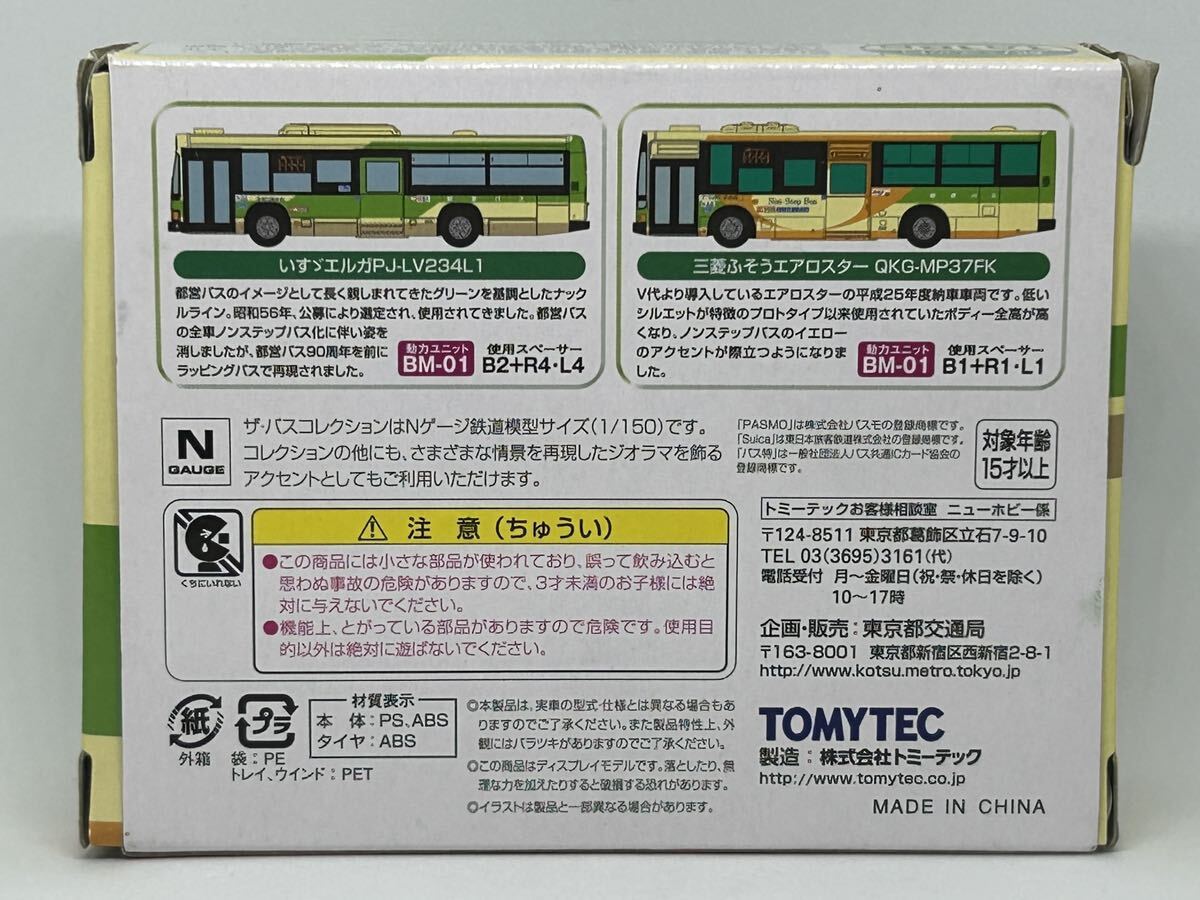 いすゞエルガPJ-LV234L1
都営バスのイメージとして長く親しまれてきたグリーンを基調としたナック
ルライン。昭和56年、公募により選定され、使用されてきました。都営バス
の全車ノンステップバス化に伴い姿を
消しましたが、都営バス90周年を前に
ラッピングバスで再現されました。
動力ユニット
BM-01
使用スペーサー
B2+R4・L4
Non-Step Bus
三菱ふそうエアロスター QKG-MP37FK
V代より導入しているエアロスターの平成25年度納車車両です。低い
シルエットが特徴のプロトタイプ以来使用されていたボディー全高が高
くなり、ノンステップバスのイエロー
のアクセントが際立つようになりま
した。
動力ユニット
BM-01
使用スペーサー
B1+R1・L1
N
GAUGE
ザ・バスコレクションはNゲージ鉄道模型サイズ(1/150)です。
コレクションの他にも、さまざまな情景を再現したジオラマを飾る
アクセントとしてもご利用いただけます。
「PASMO」は株式会社パスモの登録商標です。
「Suica」は東日本旅客鉄道株式会社の登録商標です。
「バス特」は一般社団法人バス共通ICカード協会の
登録商標です。
対象年齢
15才以上
くちにいれない
注 意(ちゅうい)
●この商品には小さな部品が使われており、誤って飲み込むと
思わぬ事故の危険がありますので、3才未満のお子様には絶
対に与えないでください。
●機能上、とがっている部品がありますので危険です。使用目
的以外は絶対に遊ばないでください。
トミーテックお客様相談室 ニューホビー係
〒124-8511 東京都葛飾区立石7-9-10
TEL 03(3695)3161(代)
電話受付 月〜金曜日(祝・祭・休日を除く)
10〜17時
企画・販売：東京都交通局
〒163-8001 東京都新宿区西新宿2-8-1
http://www.kotsu.metro.tokyo.jp
紙
外箱
プラ
袋：PE
トレイ、ウインド：PET
材質表示
本 体：PS、ABS
タイヤ：ABS
◎本製品は、実車の型式・仕様とは異なる場合もあ
りますのでご了承ください。また製品特性上、外
観にはバラツキがありますのでご了承ください。
◎この商品はディスプレイモデルです。落としたり、無
理な力を加えたりすると破損する恐れがあります。
◎イラストは製品と一部異なる場合があります。
TOMYTEC
製造：株式会社トミーテック
http://www.tomytec.co.jp
MADE IN CHINA